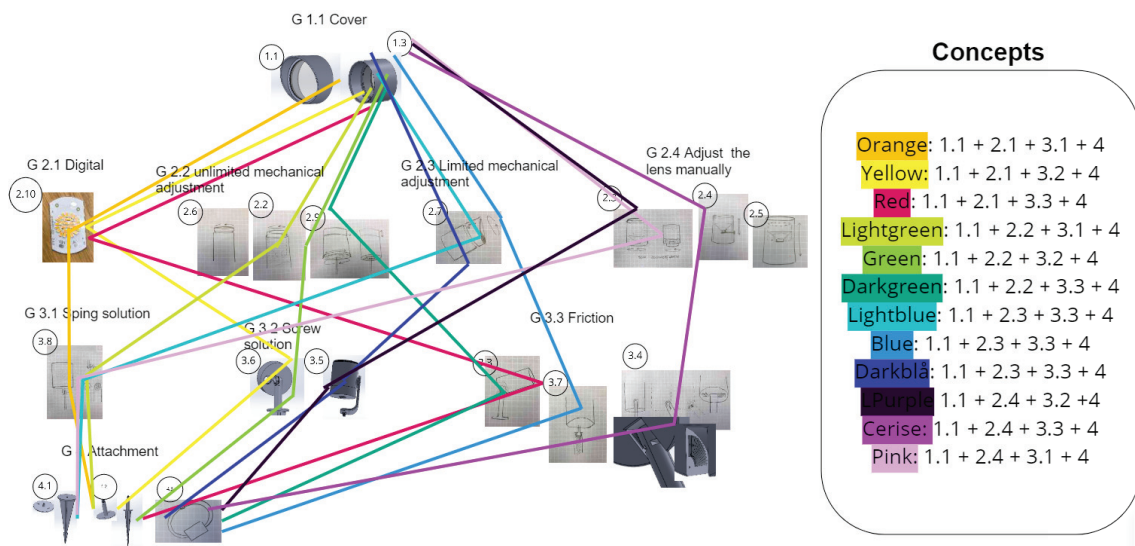 G 1.1 Cover
1.1
1.3
G 2.1 Digital
G 2.2 unlimited mechanical
adjustment
G 2.3 Limited mechanical
adjustment
G 2.4 Adjust the
lens manually
2.10
2.6
2.2
2.9
2.7
2.3
2.4
2.5
G 3.1 Sping solution
G 3.2 Screw
solution
G 3.3 Friction
3.8
3.6
3.5
3.3
3.7
3.4
G Attachment
4.1
Concepts
Orange: 1.1 + 2.1 + 3.1 + 4
Yellow: 1.1 + 2.1 + 3.2 + 4
Red: 1.1 + 2.1 + 3.3 + 4
Lightgreen: 1.1 + 2.2 + 3.1 + 4
Green: 1.1 + 2.2 + 3.2 + 4
Darkgreen: 1.1 + 2.2 + 3.3 + 4
Lightblue: 1.1 + 2.3 + 3.3 + 4
Blue: 1.1 + 2.3 + 3.3 + 4
Darkblå: 1.1 + 2.3 + 3.3 + 4
LPurple 1.1 + 2.4 + 3.2 +4
Cerise: 1.1 + 2.4 + 3.3 + 4
Pink: 1.1 + 2.4 + 3.1 + 4